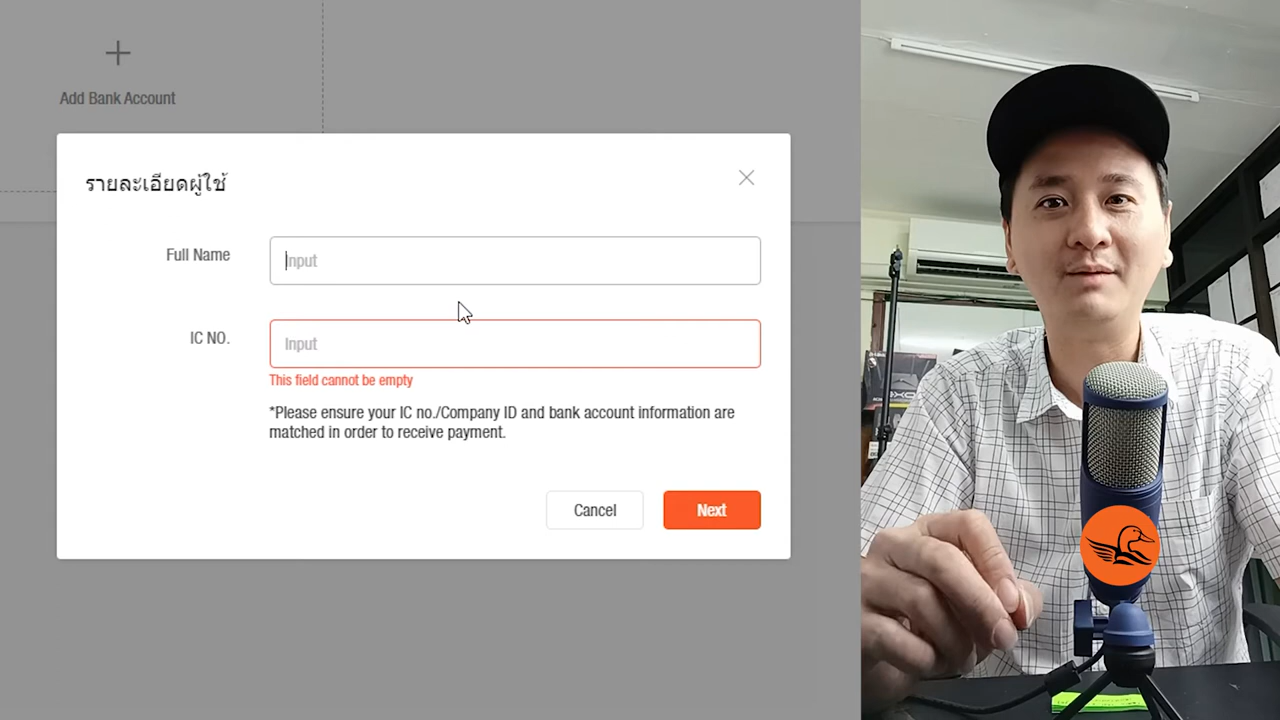 Add Bank Account
รายละเอียดผู้ใช้
Full Name
Input
IC NO.
Input
This field cannot be empty
*Please ensure your IC no./Company ID and bank account information are
matched in order to receive payment.
Cancel
Next